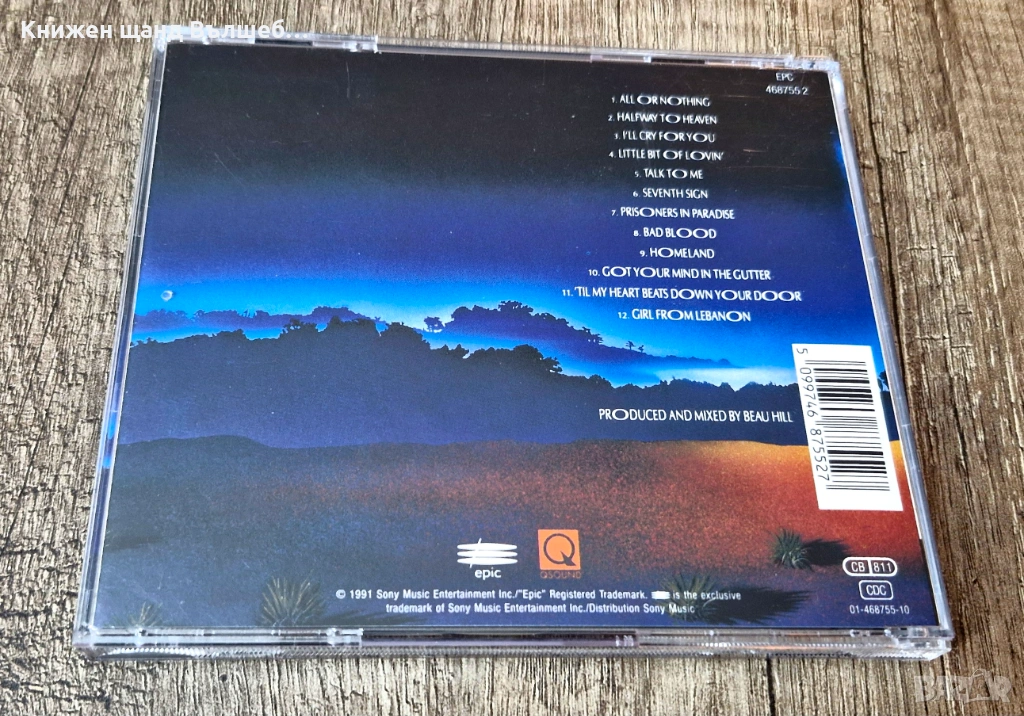 Книжен щанд Вълшеб
EPC
468755 2
1. ALL OR NOTHING
2. HALFWAY TO HEAVEN
3. I'LL CRY FOR YOU
4. LITTLE BIT OF LOVIN'
5. TALK TO ME
6. SEVENTH SIGN
7. PRISONERS IN PARADISE
8. BAD BLOOD
9. HOMELAND
10. GOT YOUR MIND IN THE GUTTER
11. 'TIL MY HEART BEATS DOWN YOUR DOOR
12. GIRL FROM LEBANON
5 099746 875527
PRODUCED AND MIXED BY BEAU HILL
epic
Q
QSOUND
CB 811
CDC
01-468755-10
© 1991 Sony Music Entertainment Inc./"Epic" Registered Trademark. is the exclusive
trademark of Sony Music Entertainment Inc./Distribution Sony Music